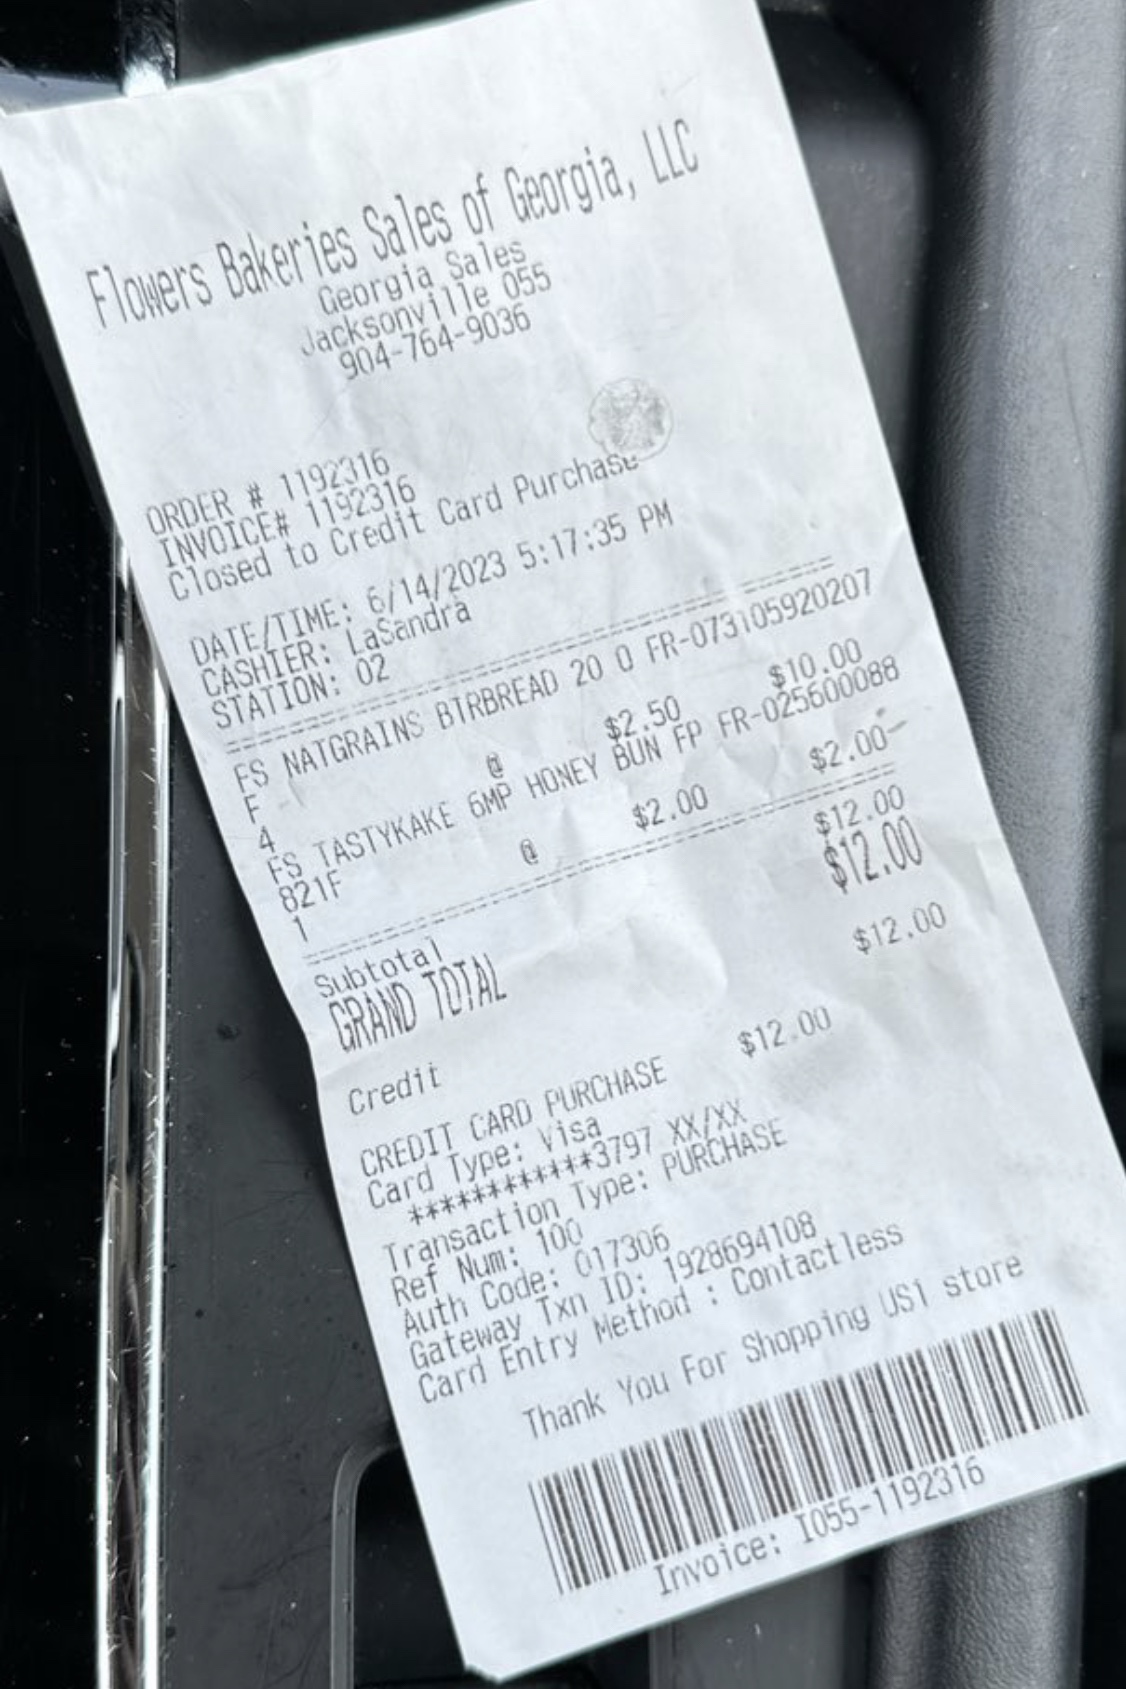 Flowers Bakeries Sales of Georgia, LLC
Georgia Sales
Jacksonville 055
904-764-9036
ORDER # 1192316
INVOICE# 1192316
Closed to Credit Card Purchase
DATE/TIME: 6/14/2023 5:17:35 PM
CASHIER: LaSandra
STATION: 02
FS NATGRAINS BTRBREAD 20 O FR-073105920207
F
4 @ $2.50 $10.00
FS TASTYKAKE 6MP HONEY BUN FP FR-025600088
821F
1 @ $2.00 $2.00
Subtotal $12.00
GRAND TOTAL $12.00
Credit $12.00
CREDIT CARD PURCHASE $12.00
Card Type: Visa
************3797 XX/XX
Transaction Type: PURCHASE
Ref Num: 100
Auth Code: 017306
Gateway Txn ID: 1928694108
Card Entry Method : Contactless
Thank You For Shopping US1 store
Invoice: I055-1192316